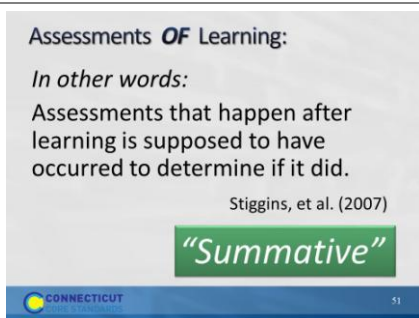 Assessments OF Learning:
In other words:
Assessments that happen after
learning is supposed to have
occurred to determine if it did.
Stiggins, et al. (2007)
“Summative”
CONNECTICUT
CORE STANDARDS
51